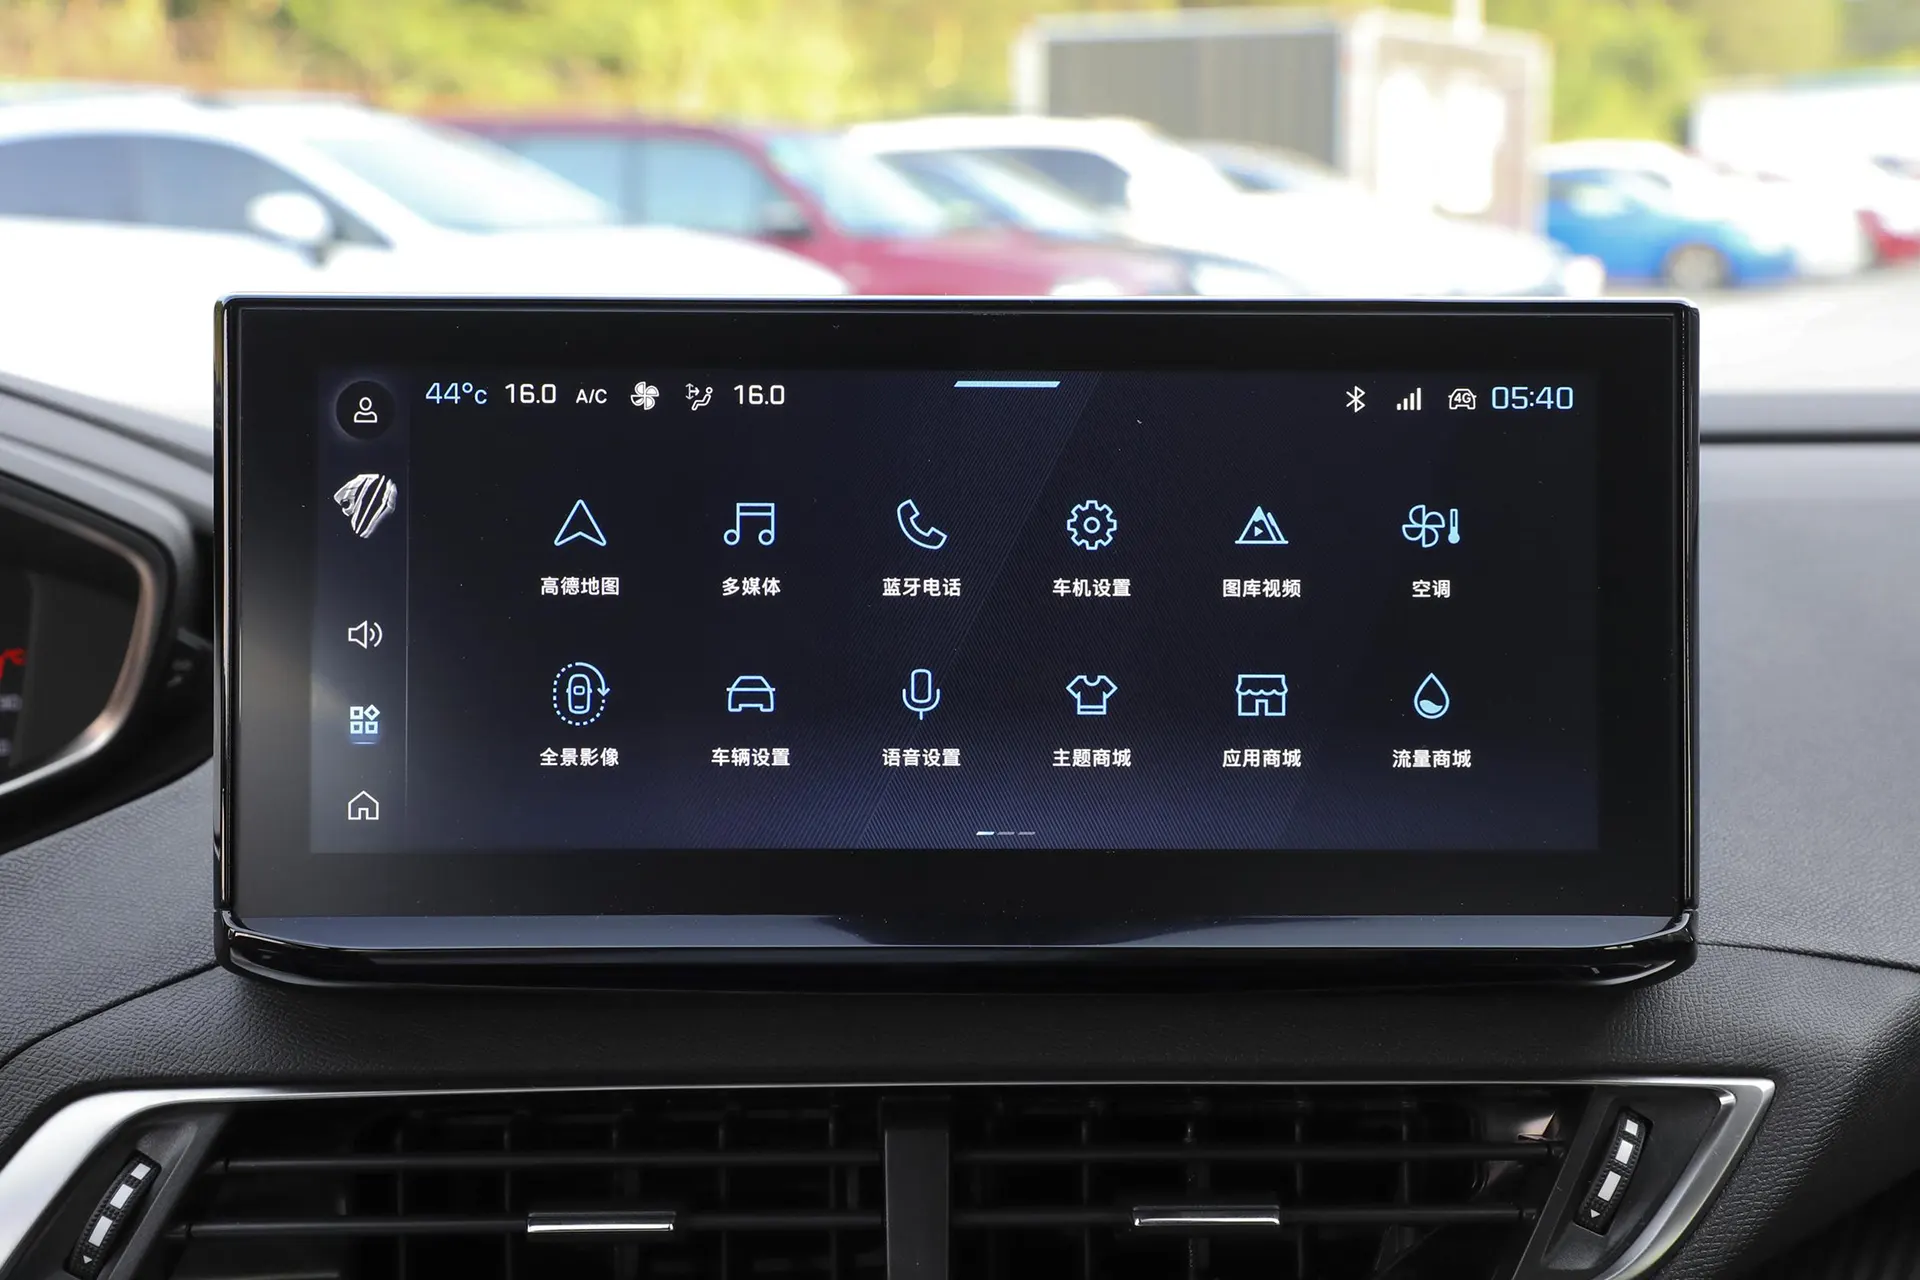 44°c 16.0 A/C 16.0 4G 05:40
高德地图 多媒体 蓝牙电话 车机设置 图库视频 空调
全景影像 车辆设置 语音设置 主题商城 应用商城 流量商城